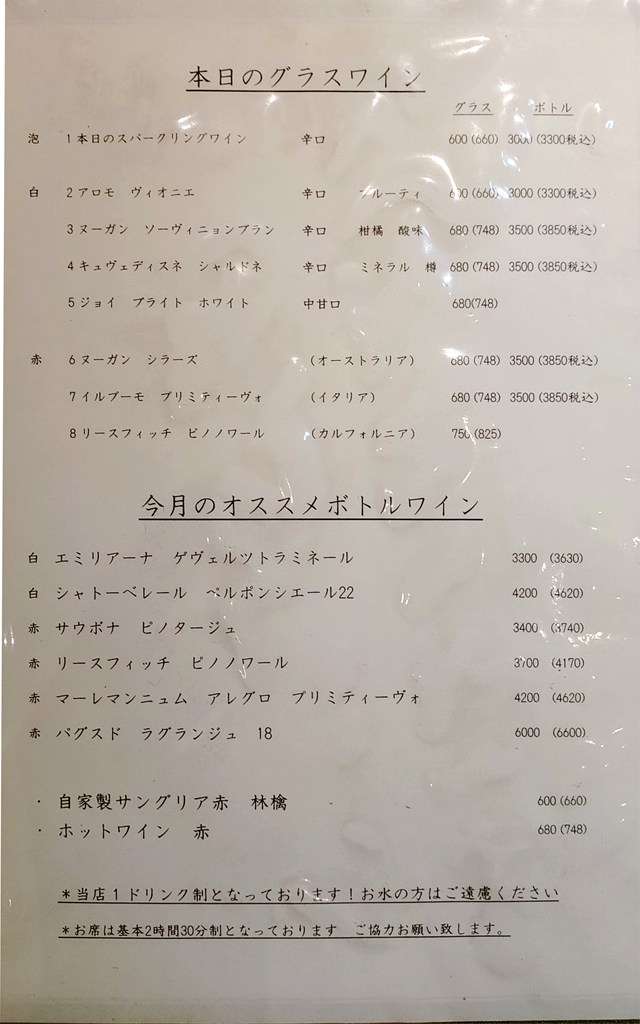 本日のグラスワイン
グラス ボトル
泡 1本日のスパークリングワイン 辛口 600(660) 3000(3300税込)
白 2アロモ ヴィオニエ 辛口 フルーティ 600(660) 3000(3300税込)
3ヌーガン ソーヴィニョンブラン 辛口 柑橘 酸味 680(748) 3500(3850税込)
4キュヴェディスネ シャルドネ 辛口 ミネラル 樽 680(748) 3500(3850税込)
5ジョイ ブライト ホワイト 中甘口 680(748)
赤 6ヌーガン シラーズ (オーストラリア) 680(748) 3500(3850税込)
7イルブーモ プリミティーヴォ (イタリア) 680(748) 3500(3850税込)
8リースフィッチ ピノノワール (カルフォルニア) 750(825)
今月のオススメボトルワイン
白 エミリアーナ ゲヴェルツトラミネール 3300 (3630)
白 シャトーベレール ペルポンシエール22 4200 (4620)
赤 サウボナ ピノタージュ 3400 (3740)
赤 リースフィッチ ピノノワール 3700 (4170)
赤 マーレマンニュム アレグロ プリミティーヴォ 4200 (4620)
赤 パグスド ラグランジュ 18 6000 (6600)
・ 自家製サングリア赤 林檎 600(660)
・ ホットワイン 赤 680(748)
＊当店1ドリンク制となっております！お水の方はご遠慮ください
＊お席は基本2時間30分制となっております ご協力お願い致します。